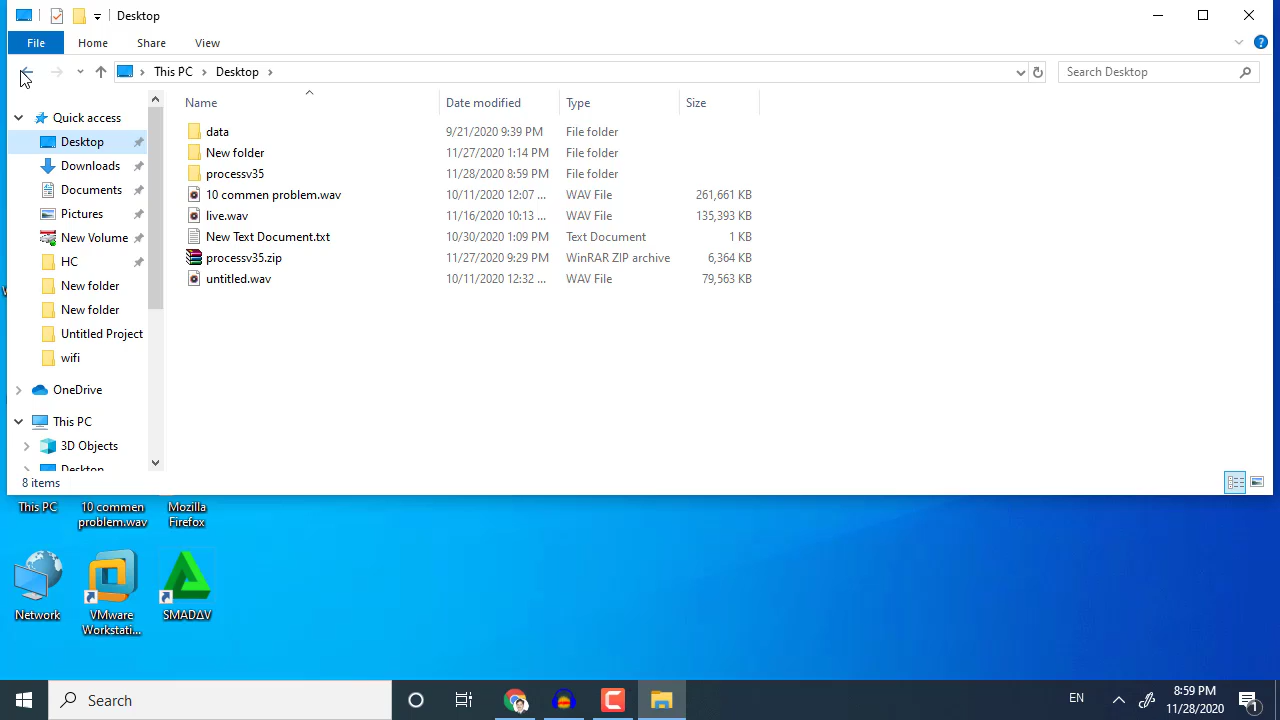 Desktop
File Home Share View
This PC Desktop
Search Desktop
Name Date modified Type Size
Quick access
Desktop
Downloads
Documents
Pictures
New Volume
HC
New folder
New folder
Untitled Project
wifi
OneDrive
This PC
3D Objects
Desktop
data 9/21/2020 9:39 PM File folder
New folder 11/27/2020 1:14 PM File folder
processv35 11/28/2020 8:59 PM File folder
10 commen problem.wav 10/11/2020 12:07 ... WAV File 261,661 KB
live.wav 11/16/2020 10:13 ... WAV File 135,393 KB
New Text Document.txt 10/30/2020 1:09 PM Text Document 1 KB
processv35.zip 11/27/2020 9:29 PM WinRAR ZIP archive 6,364 KB
untitled.wav 10/11/2020 12:32 ... WAV File 79,563 KB
8 items
This PC
10 commen
problem.wav
Mozilla
Firefox
Network
VMware
Workstati...
SMADΔV
Search
EN
8:59 PM
11/28/2020
1